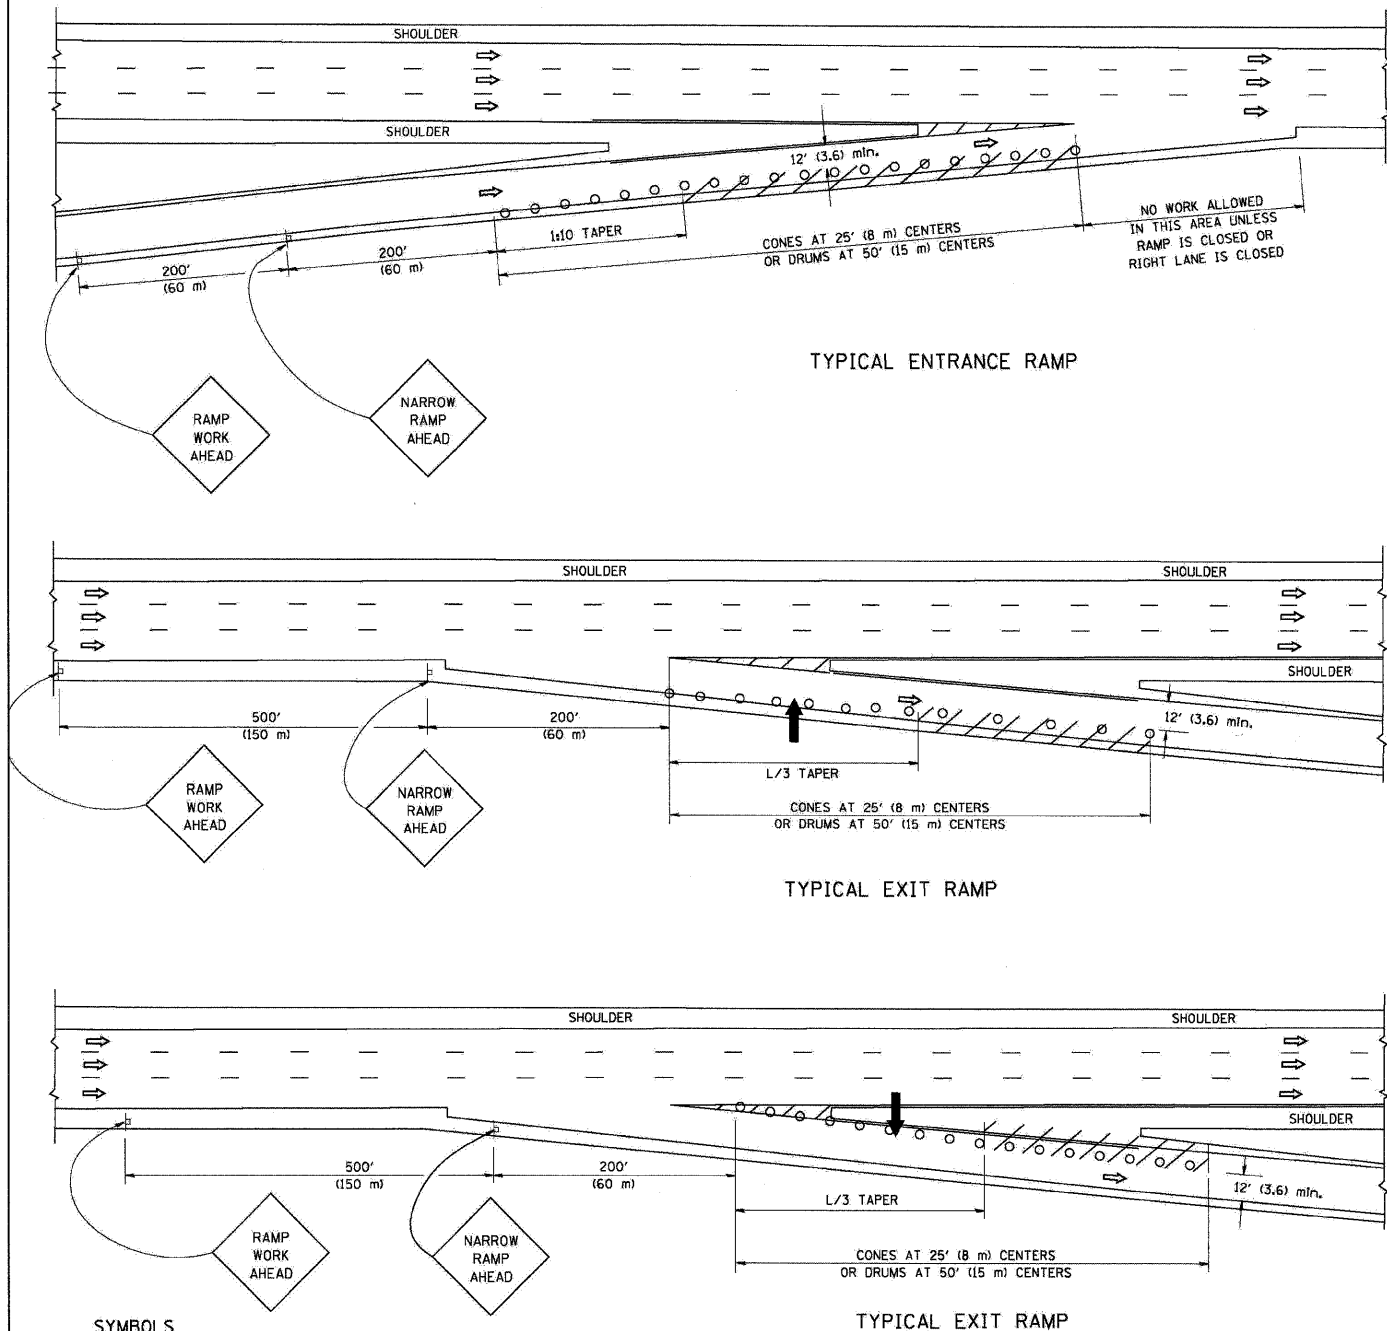 SHOULDER
SHOULDER
12' (3.6) min.
1:10 TAPER
200'
(60 m)
200'
(60 m)
CONES AT 25' (8 m) CENTERS
OR DRUMS AT 50' (15 m) CENTERS
NO WORK ALLOWED
IN THIS AREA UNLESS
RAMP IS CLOSED OR
RIGHT LANE IS CLOSED
TYPICAL ENTRANCE RAMP
RAMP
WORK
AHEAD
NARROW
RAMP
AHEAD
SHOULDER
SHOULDER
SHOULDER
500'
(150 m)
200'
(60 m)
12' (3.6) min.
L/3 TAPER
RAMP
WORK
AHEAD
NARROW
RAMP
AHEAD
CONES AT 25' (8 m) CENTERS
OR DRUMS AT 50' (15 m) CENTERS
TYPICAL EXIT RAMP
SHOULDER
SHOULDER
SHOULDER
500'
(150 m)
200'
(60 m)
12' (3.6) min.
L/3 TAPER
RAMP
WORK
AHEAD
NARROW
RAMP
AHEAD
CONES AT 25' (8 m) CENTERS
OR DRUMS AT 50' (15 m) CENTERS
TYPICAL EXIT RAMP
SYMBOLS